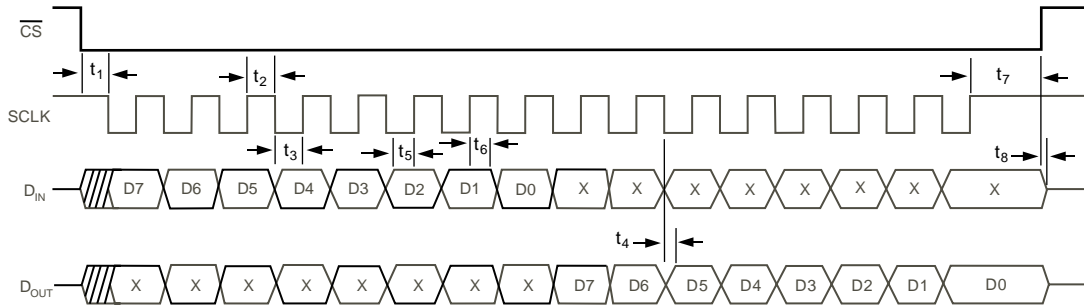 CS
t1 t2 t7
SCLK
t3 t5 t6 t8
DIN D7 D6 D5 D4 D3 D2 D1 D0 X X X X X X X X
t4
DOUT X X X X X X X X D7 D6 D5 D4 D3 D2 D1 D0